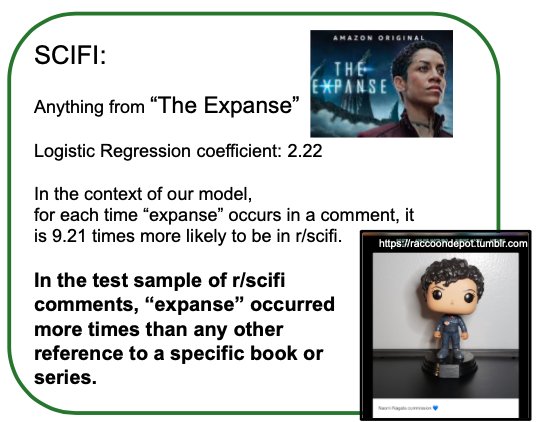 SCIFI:
AMAZON ORIGINAL
THE
EXPANSE
Anything from “The Expanse”
Logistic Regression coefficient: 2.22
In the context of our model,
for each time “expanse” occurs in a comment, it
is 9.21 times more likely to be in r/scifi.
https://raccoondepot.tumblr.com
In the test sample of r/scifi
comments, “expanse” occurred
more times than any other
reference to a specific book or
series.
Naomi Nagata commission